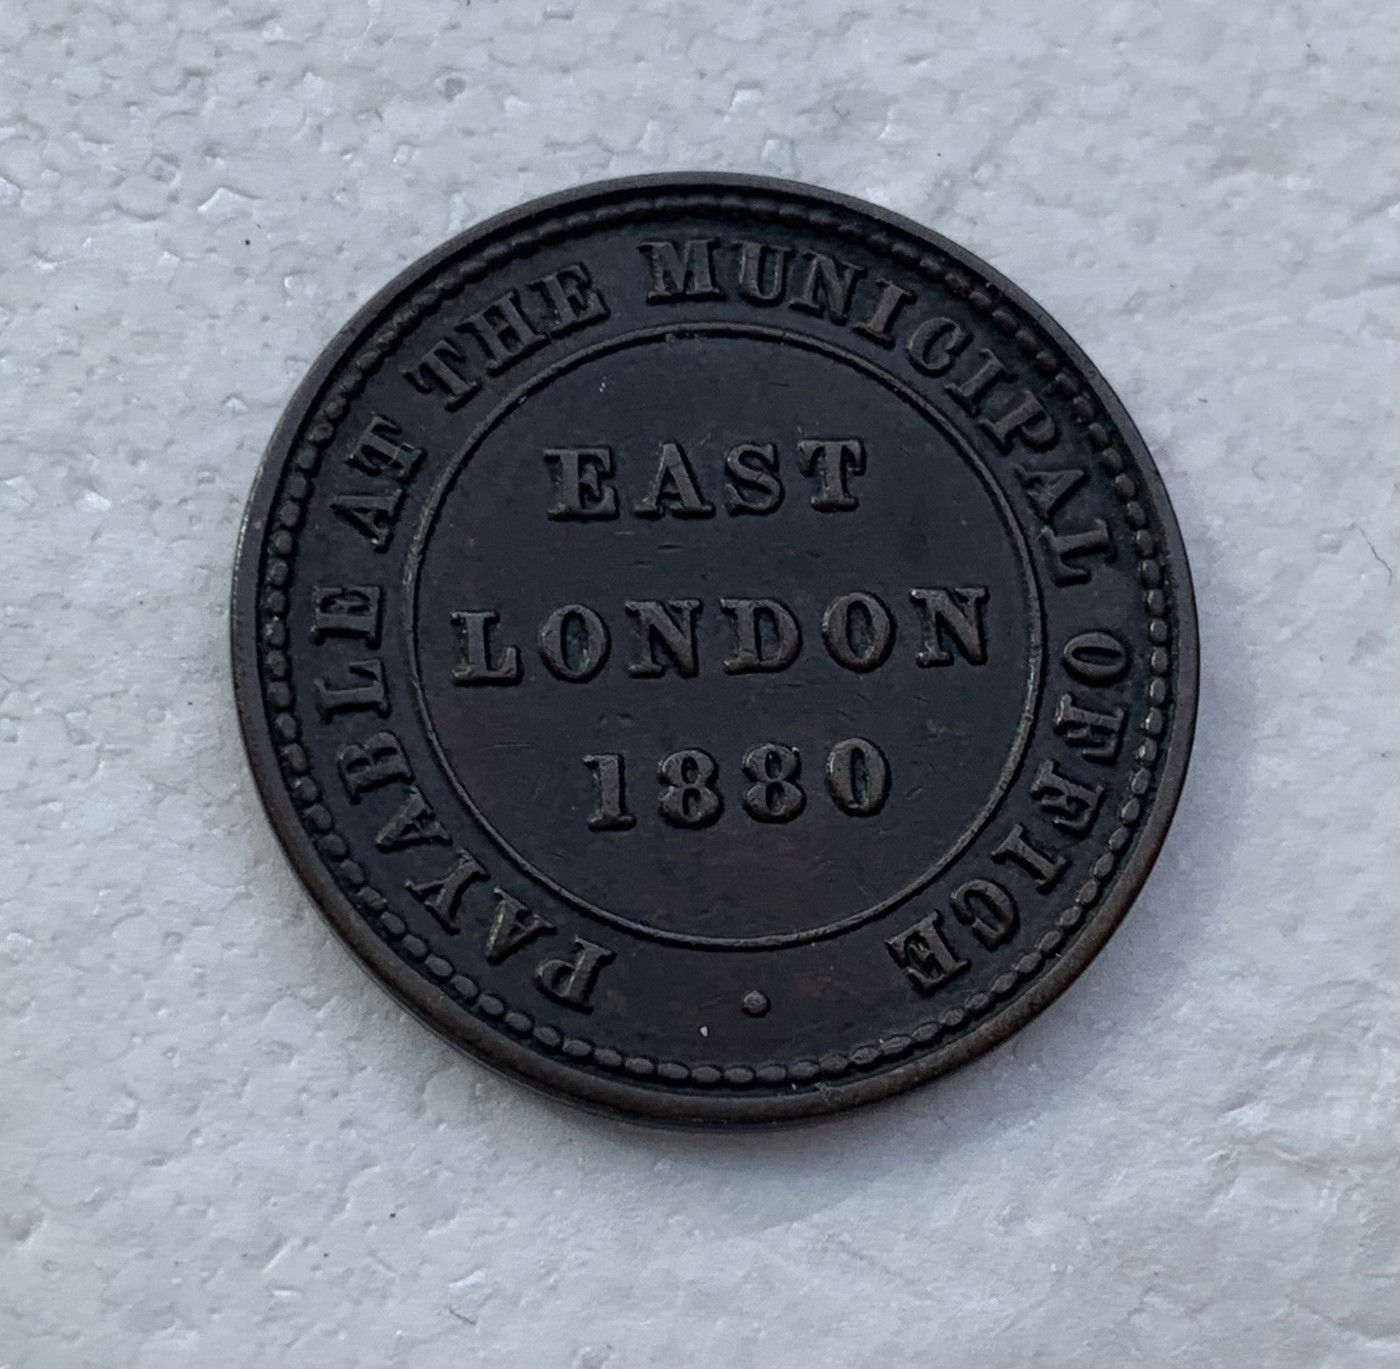 PAYABLE AT THE MUNICIPAL OFFICE
EAST
LONDON
1880